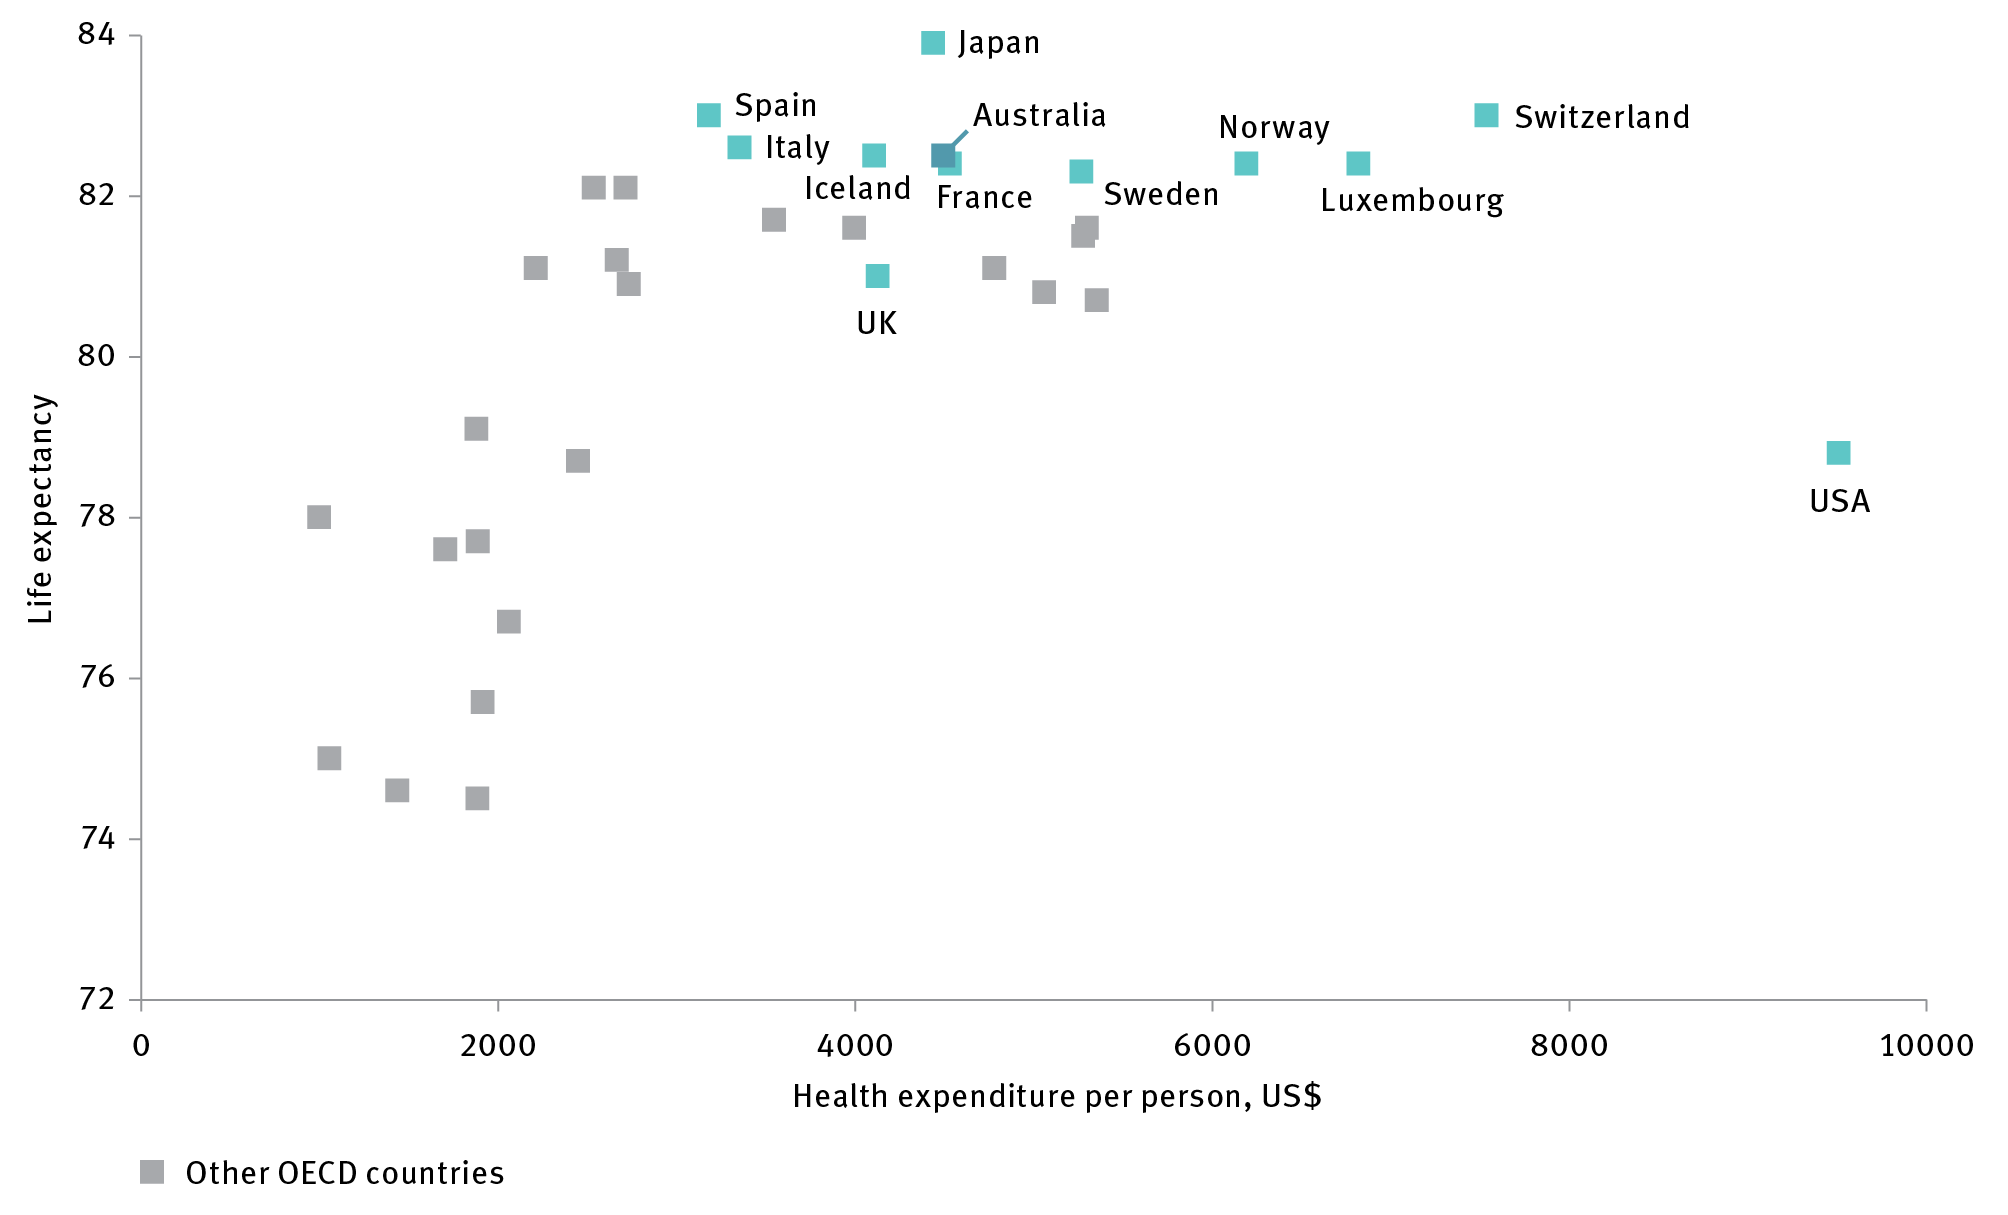 84
Japan
Spain
Australia
Norway
Switzerland
Italy
82
Iceland
France
Sweden
Luxembourg
UK
80
Life expectancy
78
USA
76
74
72
0 2000 4000 6000 8000 10000
Health expenditure per person, US$
Other OECD countries